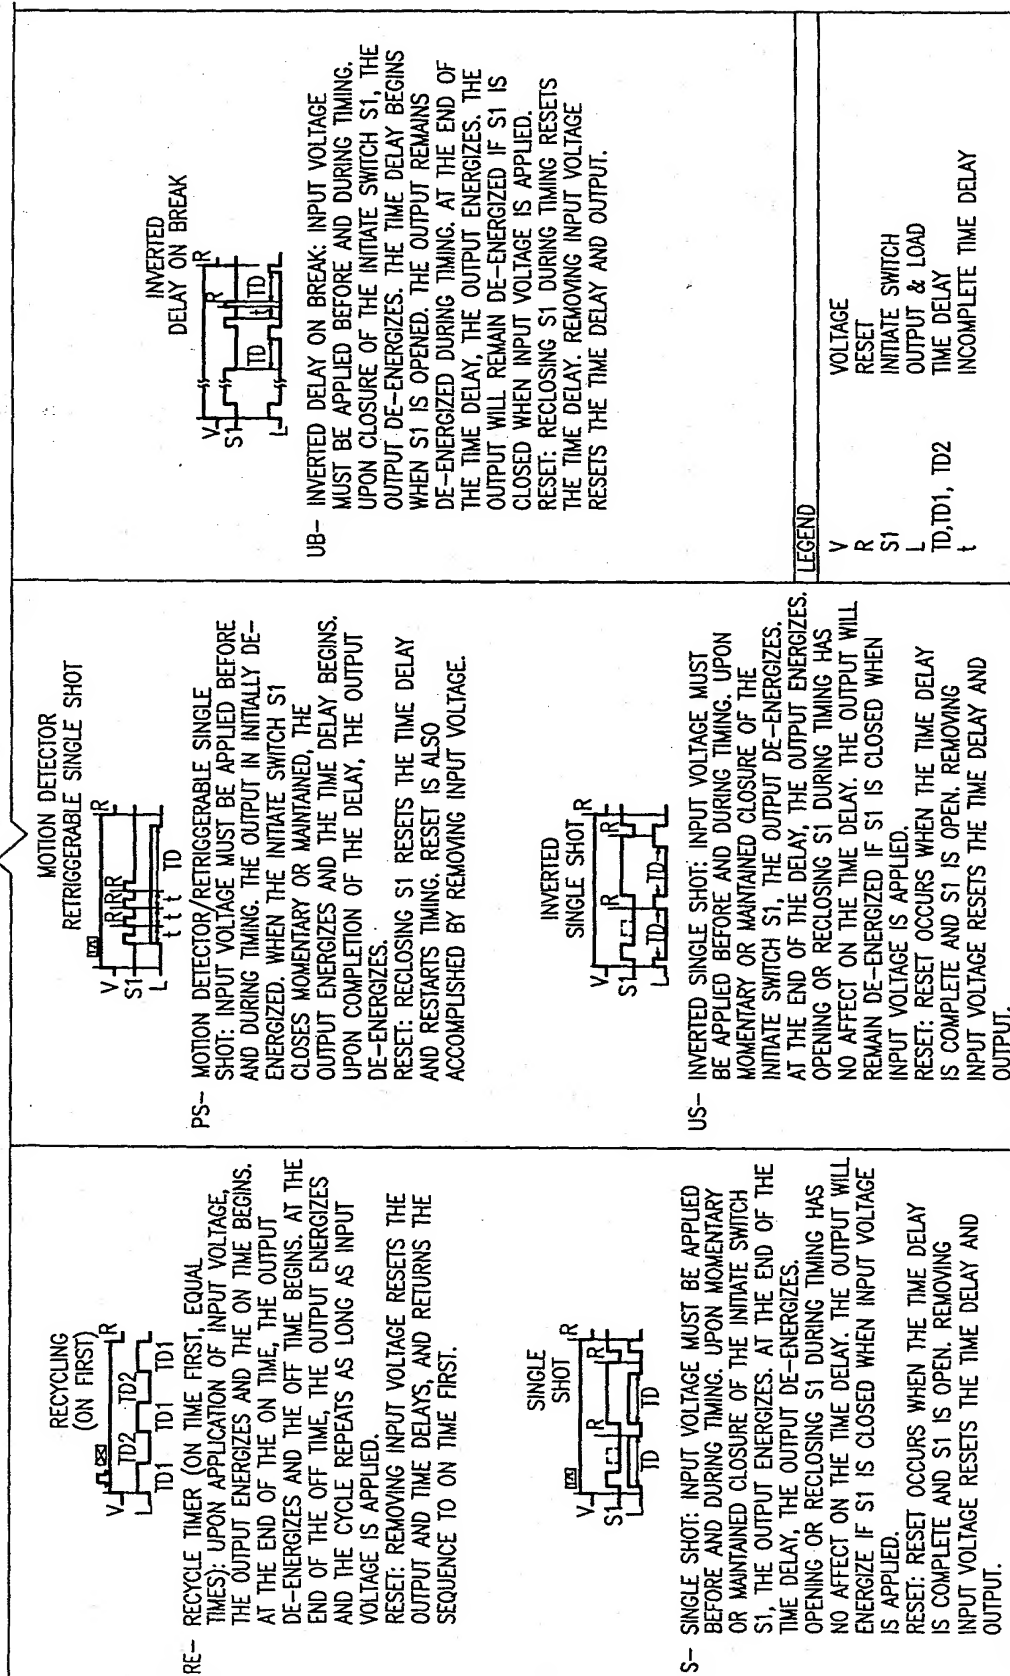 RECYCLING
(ON FIRST)
V
R
L
TD2
TD2
TD1
TD1
TD1
RE– RECYCLE TIMER (ON TIME FIRST, EQUAL
TIMES): UPON APPLICATION OF INPUT VOLTAGE,
THE OUTPUT ENERGIZES AND THE ON TIME BEGINS.
AT THE END OF THE ON TIME, THE OUTPUT
DE–ENERGIZES AND THE OFF TIME BEGINS. AT THE
END OF THE OFF TIME, THE OUTPUT ENERGIZES
AND THE CYCLE REPEATS AS LONG AS INPUT
VOLTAGE IS APPLIED.
RESET: REMOVING INPUT VOLTAGE RESETS THE
OUTPUT AND TIME DELAYS, AND RETURNS THE
SEQUENCE TO ON TIME FIRST.
SINGLE
SHOT
V
R
S1
R
R
L
TD
TD
S– SINGLE SHOT: INPUT VOLTAGE MUST BE APPLIED
BEFORE AND DURING TIMING. UPON MOMENTARY
OR MAINTAINED CLOSURE OF THE INITIATE SWITCH
S1, THE OUTPUT ENERGIZES. AT THE END OF THE
TIME DELAY, THE OUTPUT DE–ENERGIZES.
OPENING OR RECLOSING S1 DURING TIMING HAS
NO AFFECT ON THE TIME DELAY. THE OUTPUT WILL
ENERGIZE IF S1 IS CLOSED WHEN INPUT VOLTAGE
IS APPLIED.
RESET: RESET OCCURS WHEN THE TIME DELAY
IS COMPLETE AND S1 IS OPEN. REMOVING
INPUT VOLTAGE RESETS THE TIME DELAY AND
OUTPUT.
MOTION DETECTOR
RETRIGGERABLE SINGLE SHOT
V
R
S1
R
R
R
L
t t t TD
PS– MOTION DETECTOR/RETRIGGERABLE SINGLE
SHOT: INPUT VOLTAGE MUST BE APPLIED BEFORE
AND DURING TIMING. THE OUTPUT IN INITIALLY DE–
ENERGIZED. WHEN THE INITIATE SWITCH S1
CLOSES MOMENTARY OR MAINTAINED, THE
OUTPUT ENERGIZES AND THE TIME DELAY BEGINS.
UPON COMPLETION OF THE DELAY, THE OUTPUT
DE–ENERGIZES.
RESET: RECLOSING S1 RESETS THE TIME DELAY
AND RESTARTS TIMING. RESET IS ALSO
ACCOMPLISHED BY REMOVING INPUT VOLTAGE.
INVERTED
SINGLE SHOT
V
R
S1
R
R
L
TD
TD
US– INVERTED SINGLE SHOT: INPUT VOLTAGE MUST
BE APPLIED BEFORE AND DURING TIMING. UPON
MOMENTARY OR MAINTAINED CLOSURE OF THE
INITIATE SWITCH S1, THE OUTPUT DE–ENERGIZES.
AT THE END OF THE DELAY, THE OUTPUT ENERGIZES.
OPENING OR RECLOSING S1 DURING TIMING HAS
NO AFFECT ON THE TIME DELAY. THE OUTPUT WILL
REMAIN DE–ENERGIZED IF S1 IS CLOSED WHEN
INPUT VOLTAGE IS APPLIED.
RESET: RESET OCCURS WHEN THE TIME DELAY
IS COMPLETE AND S1 IS OPEN. REMOVING
INPUT VOLTAGE RESETS THE TIME DELAY AND
OUTPUT.
INVERTED
DELAY ON BREAK
V
R
S1
R
L
TD
t
TD
UB– INVERTED DELAY ON BREAK: INPUT VOLTAGE
MUST BE APPLIED BEFORE AND DURING TIMING.
UPON CLOSURE OF THE INITIATE SWITCH S1, THE
OUTPUT DE–ENERGIZES. THE TIME DELAY BEGINS
WHEN S1 IS OPENED. THE OUTPUT REMAINS
DE–ENERGIZED DURING TIMING. AT THE END OF
THE TIME DELAY, THE OUTPUT ENERGIZES. THE
OUTPUT WILL REMAIN DE–ENERGIZED IF S1 IS
CLOSED WHEN INPUT VOLTAGE IS APPLIED.
RESET: RECLOSING S1 DURING TIMING RESETS
THE TIME DELAY. REMOVING INPUT VOLTAGE
RESETS THE TIME DELAY AND OUTPUT.
LEGEND
V VOLTAGE
R RESET
S1 INITIATE SWITCH
L OUTPUT & LOAD
TD,TD1, TD2 TIME DELAY
t INCOMPLETE TIME DELAY